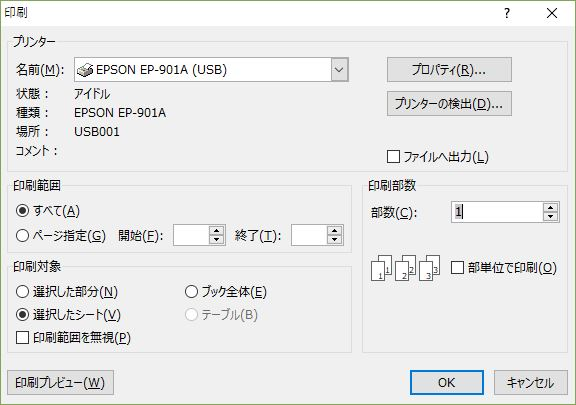 印刷
プリンター
名前(M): EPSON EP-901A (USB) プロパティ(R)...
状態： アイドル
種類： EPSON EP-901A プリンターの検出(D)...
場所： USB001
コメント：
ファイルへ出力(L)
印刷範囲
すべて(A)
ページ指定(G) 開始(F): 終了(T):
印刷部数
部数(C): 1
1 1 2 2 3 3 部単位で印刷(O)
印刷対象
選択した部分(N) ブック全体(E)
選択したシート(V) テーブル(B)
印刷範囲を無視(P)
印刷プレビュー(W) OK キャンセル